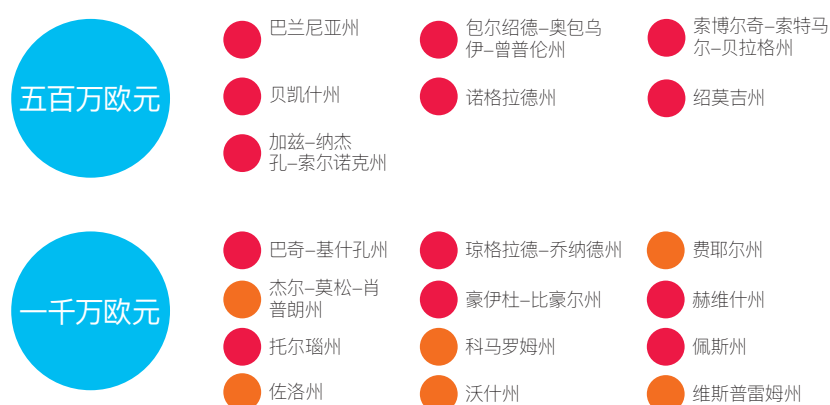 五百万欧元
巴兰尼亚州
包尔绍德–奥包乌
伊–曾普伦州
索博尔奇–索特马
尔–贝拉格州
贝凯什州
诺格拉德州
绍莫吉州
加兹–纳杰
孔–索尔诺克州
一千万欧元
巴奇–基什孔州
琼格拉德–乔纳德州
费耶尔州
杰尔–莫松–肖
普朗州
豪伊杜–比豪尔州
赫维什州
托尔瑙州
科马罗姆州
佩斯州
佐洛州
沃什州
维斯普雷姆州